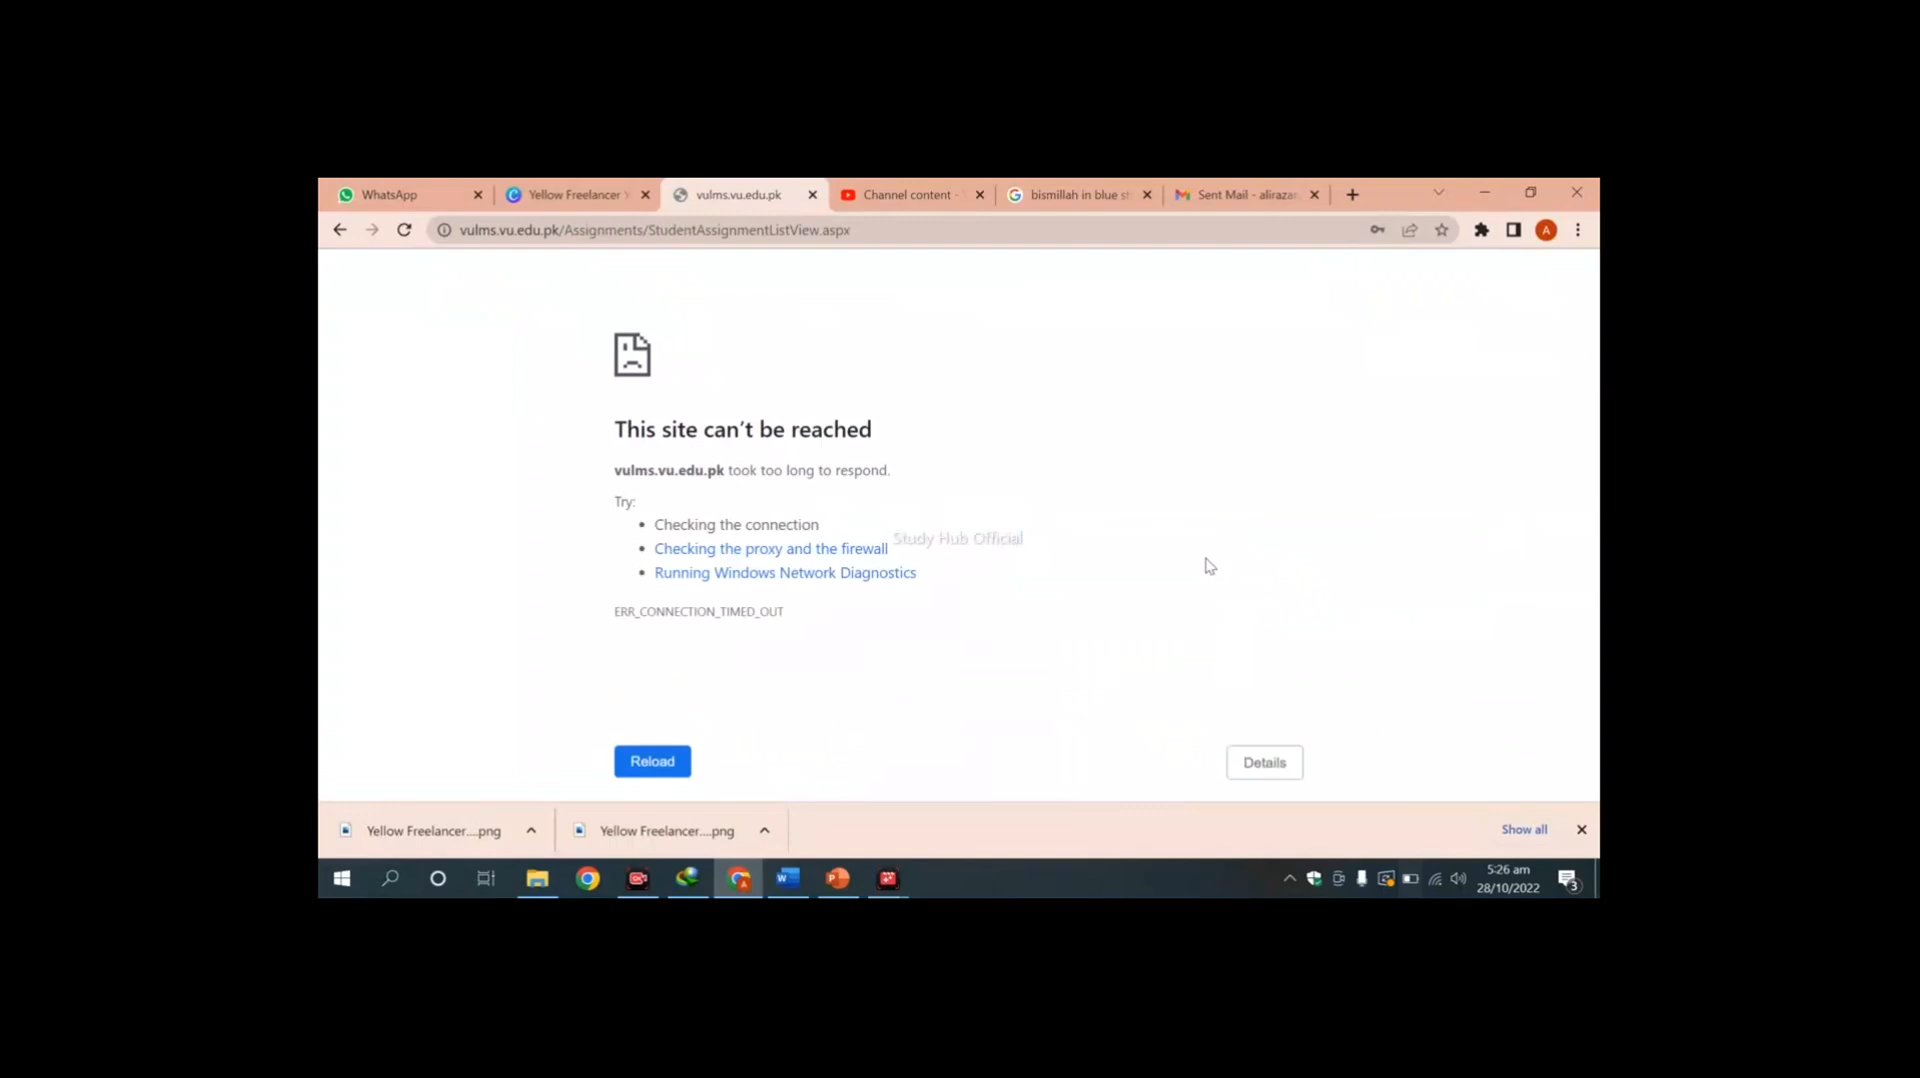 WhatsApp
Yellow Freelancer
vulms.vu.edu.pk
Channel content -
bismillah in blue st
Sent Mail - aliraza
vulms.vu.edu.pk/Assignments/StudentAssignmentListView.aspx
A
This site can't be reached
vulms.vu.edu.pk took too long to respond.
Try:
• Checking the connection
• Checking the proxy and the firewall
Study Hub Official
• Running Windows Network Diagnostics
ERR_CONNECTION_TIMED_OUT
Reload
Details
Yellow Freelancer....png
Yellow Freelancer....png
Show all
5:26 am
28/10/2022
3